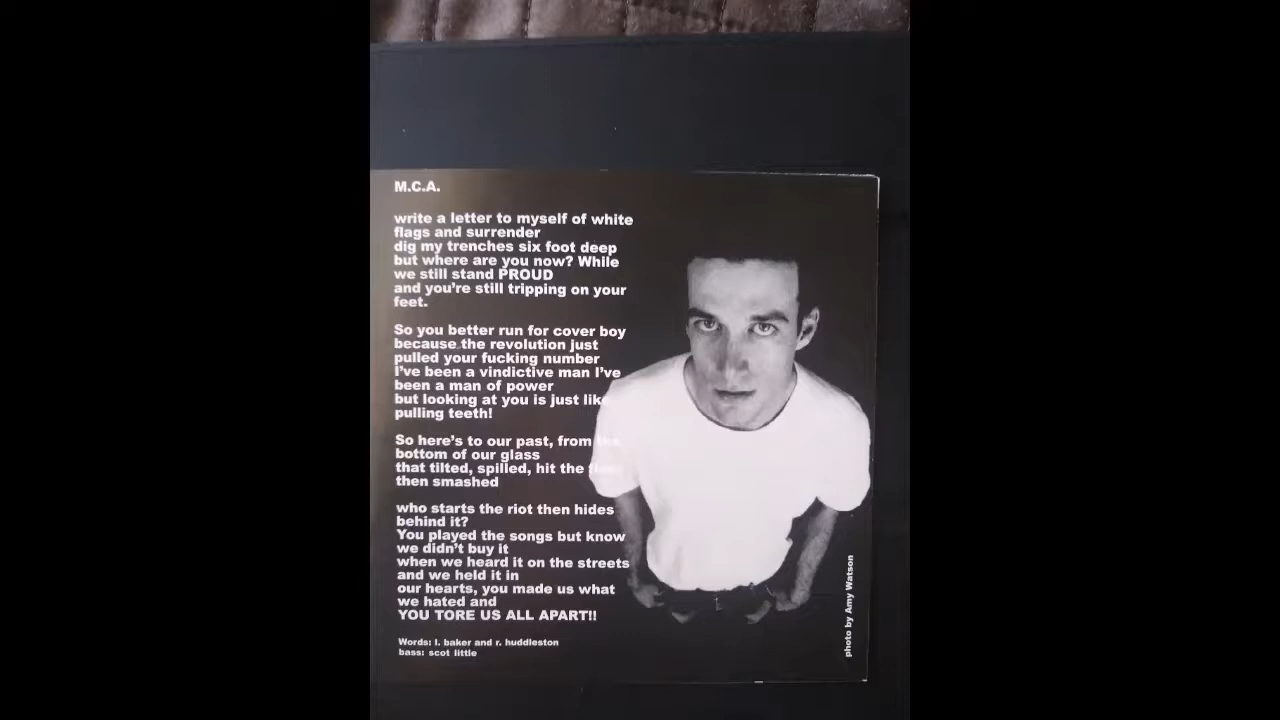 M.C.A.
write a letter to myself of white
flags and surrender
dig my trenches six foot deep
but where are you now? While
we still stand PROUD
and you're still tripping on your
feet.
So you better run for cover boy
because the revolution just
pulled your fucking number
I've been a vindictive man I've
been a man of power
but looking at you is just like
pulling teeth!
So here's to our past, from the
bottom of our glass
that tilted, spilled, hit the floor
then smashed
who starts the riot then hides
behind it?
You played the songs but know
we didn't buy it
when we heard it on the streets
and we held it in
our hearts, you made us what
we hated and
YOU TORE US ALL APART!!
Words: l. baker and r. huddleston
bass: scot little
photo by Amy Watson